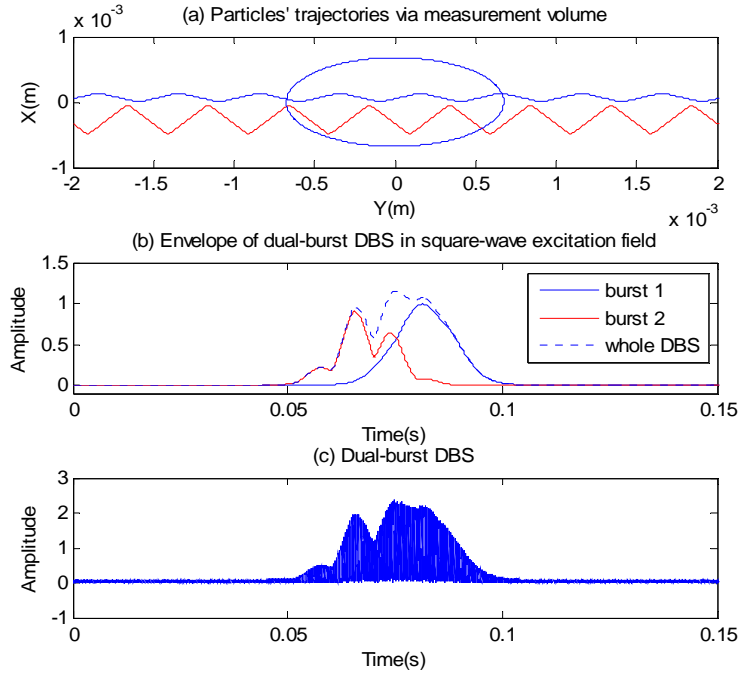 (a) Particles' trajectories via measurement volume
x 10⁻³
1
0
-1
X(m)
-2 -1.5 -1 -0.5 0 0.5 1 1.5 2
Y(m)
x 10⁻³
(b) Envelope of dual-burst DBS in square-wave excitation field
1.5
1
0.5
0
Amplitude
burst 1
burst 2
whole DBS
0 0.05 0.1 0.15
Time(s)
(c) Dual-burst DBS
3
2
1
0
-1
Amplitude
0 0.05 0.1 0.15
Time(s)